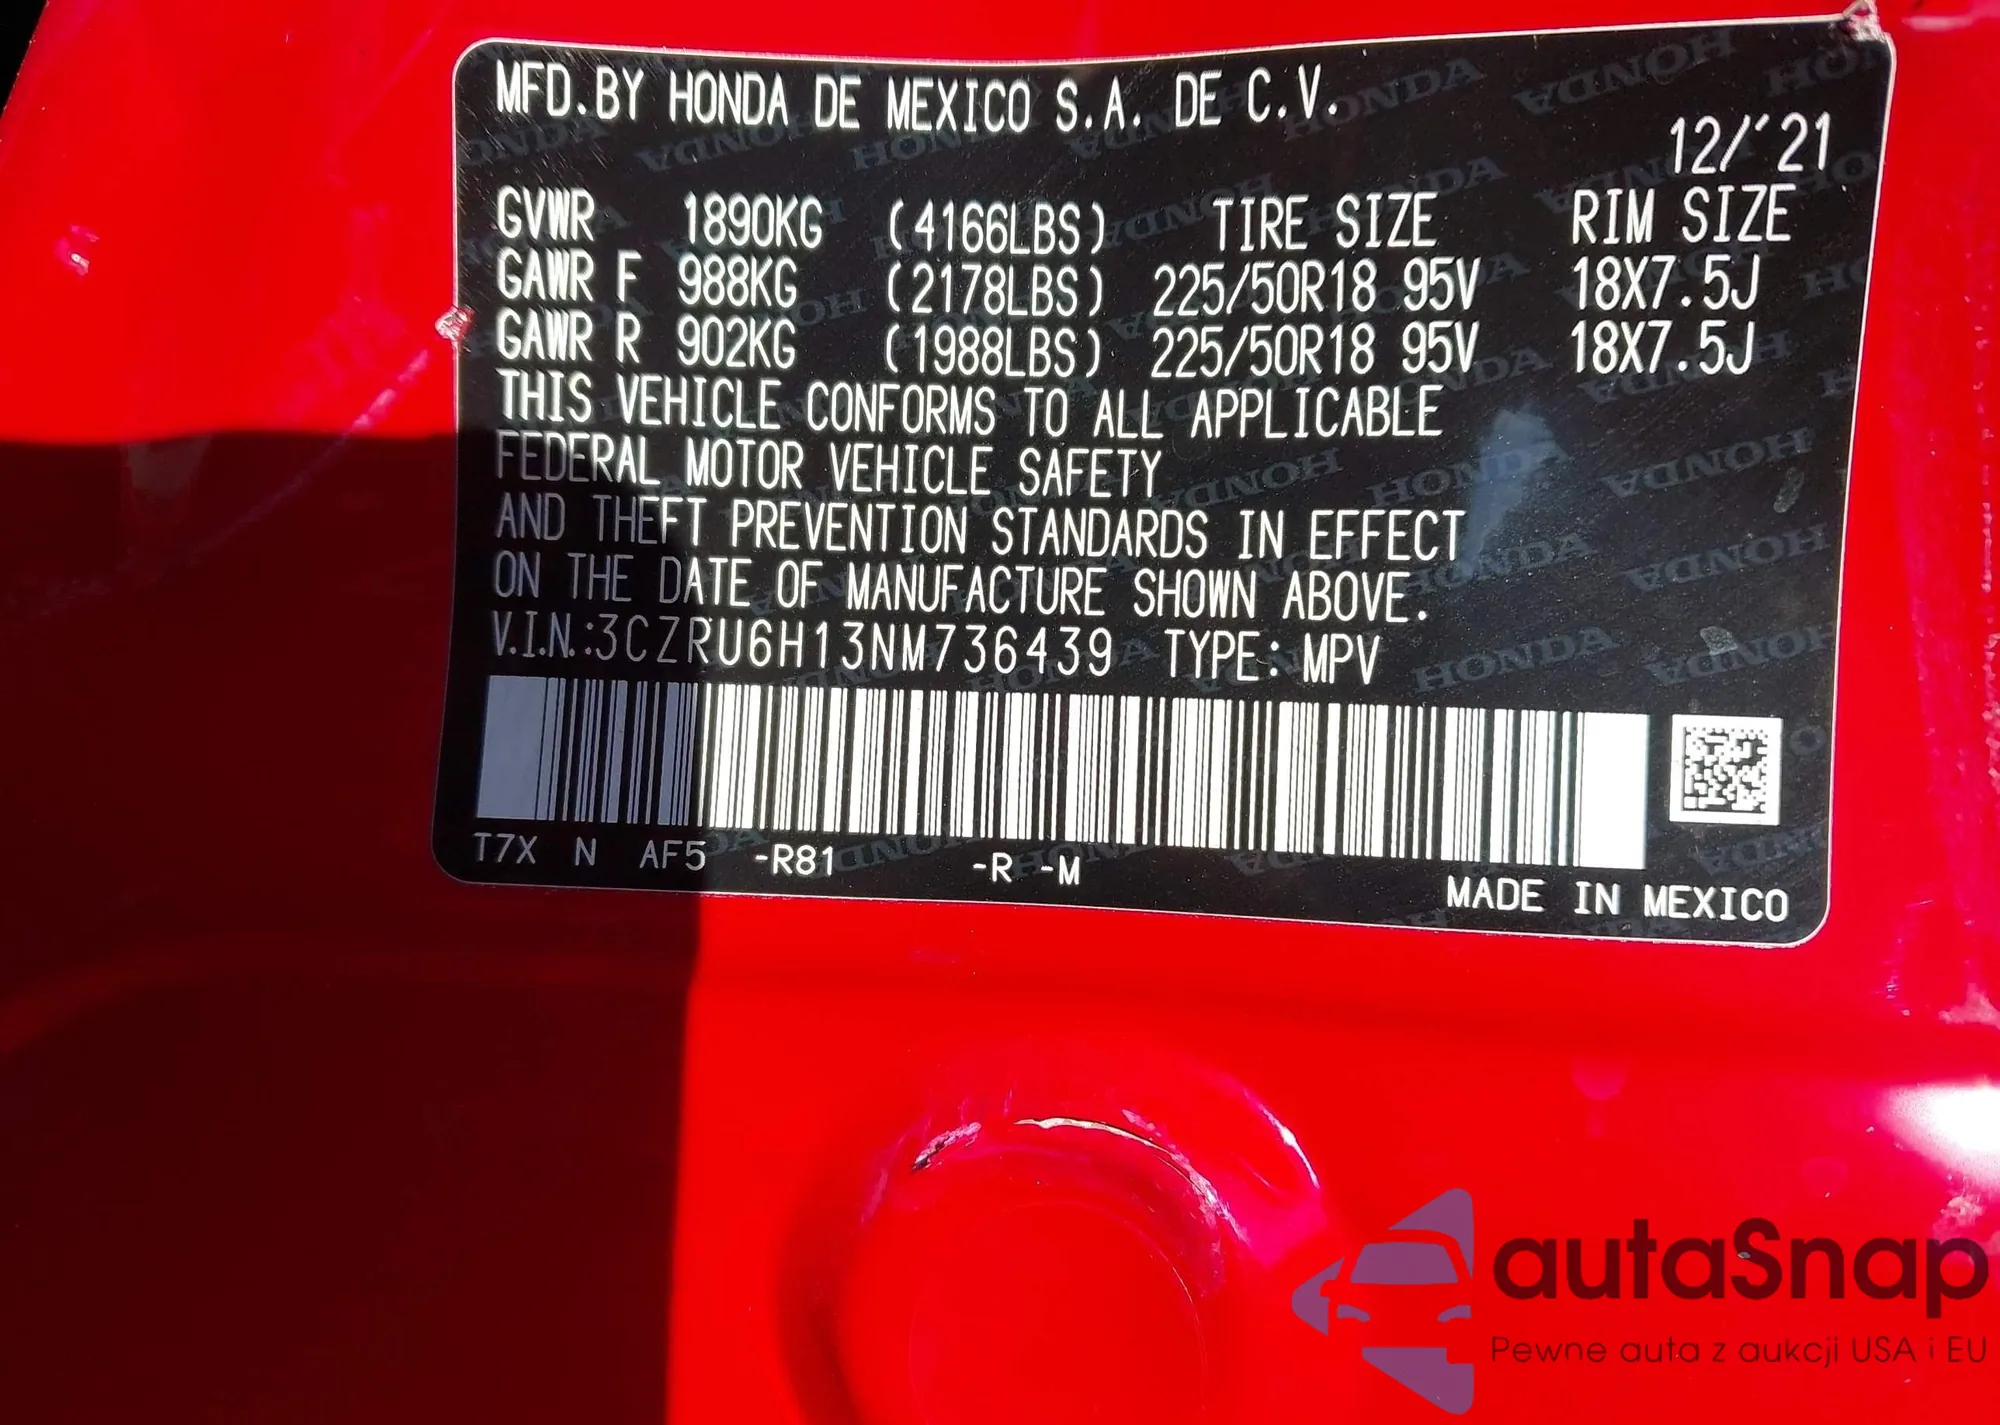 MFD.BY HONDA DE MEXICO S.A. DE C.V.
12/'21
GVWR 1890KG (4166LBS) TIRE SIZE RIM SIZE
GAWR F 988KG (2178LBS) 225/50R18 95V 18X7.5J
GAWR R 902KG (1988LBS) 225/50R18 95V 18X7.5J
THIS VEHICLE CONFORMS TO ALL APPLICABLE
FEDERAL MOTOR VEHICLE SAFETY
AND THEFT PREVENTION STANDARDS IN EFFECT
ON THE DATE OF MANUFACTURE SHOWN ABOVE.
V.I.N.:3CZRU6H13NM736439 TYPE: MPV
T7X N AF5 -R81 -R -M
MADE IN MEXICO
autaSnap
Pewne auta z aukcji USA i EU